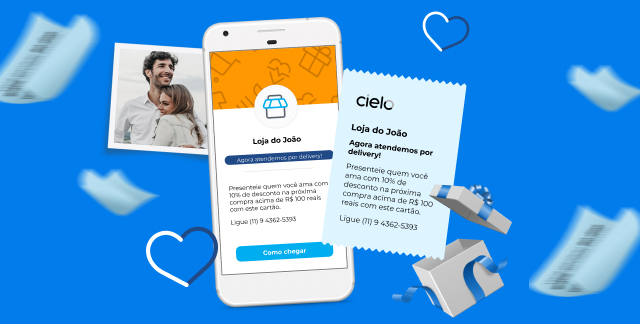 Loja do João
Agora atendemos por delivery!
Presenteie quem você ama com
10% de desconto na próxima
compra acima de R$ 100 reais
com este cartão.
Ligue (11) 9 4362-5393
Como chegar
cielo
Loja do João
Agora atendemos por
delivery!
Presenteie quem você
ama com 10% de
desconto na próxima
compra acima de R$ 100
reais com este cartão.
Ligue (11) 9 4362-5393